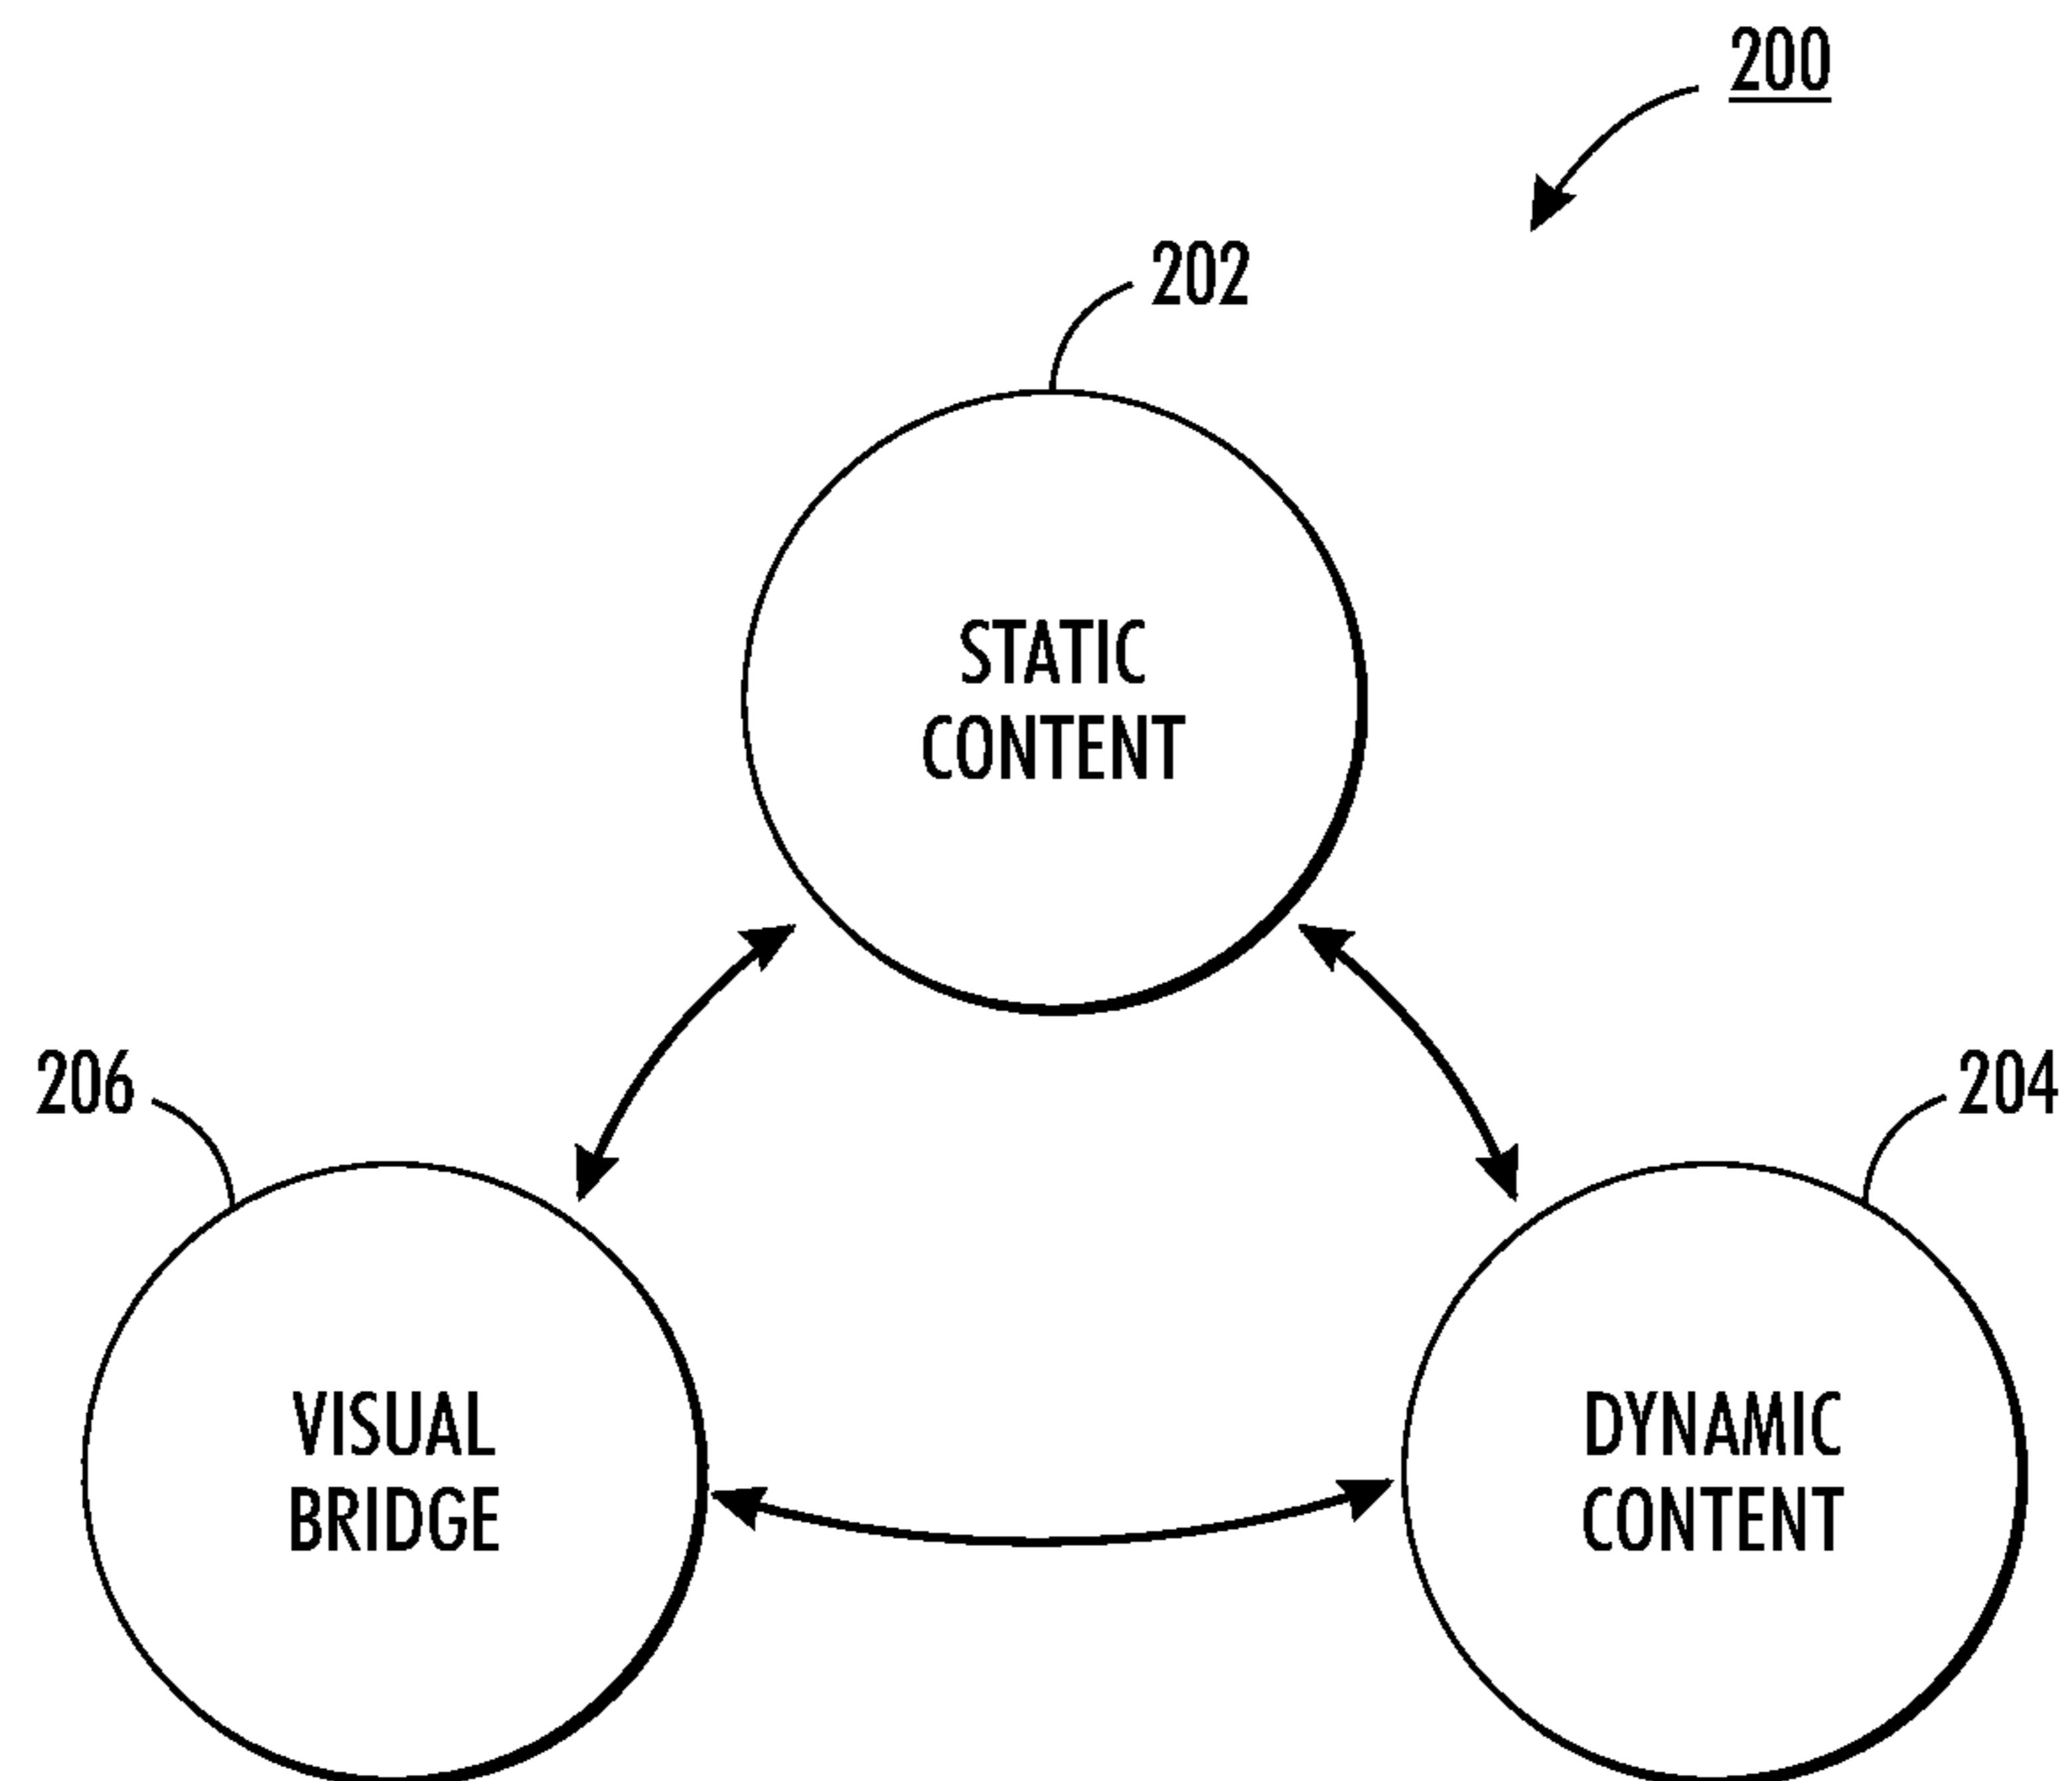 200
202
STATIC
CONTENT
206
204
VISUAL
BRIDGE
DYNAMIC
CONTENT